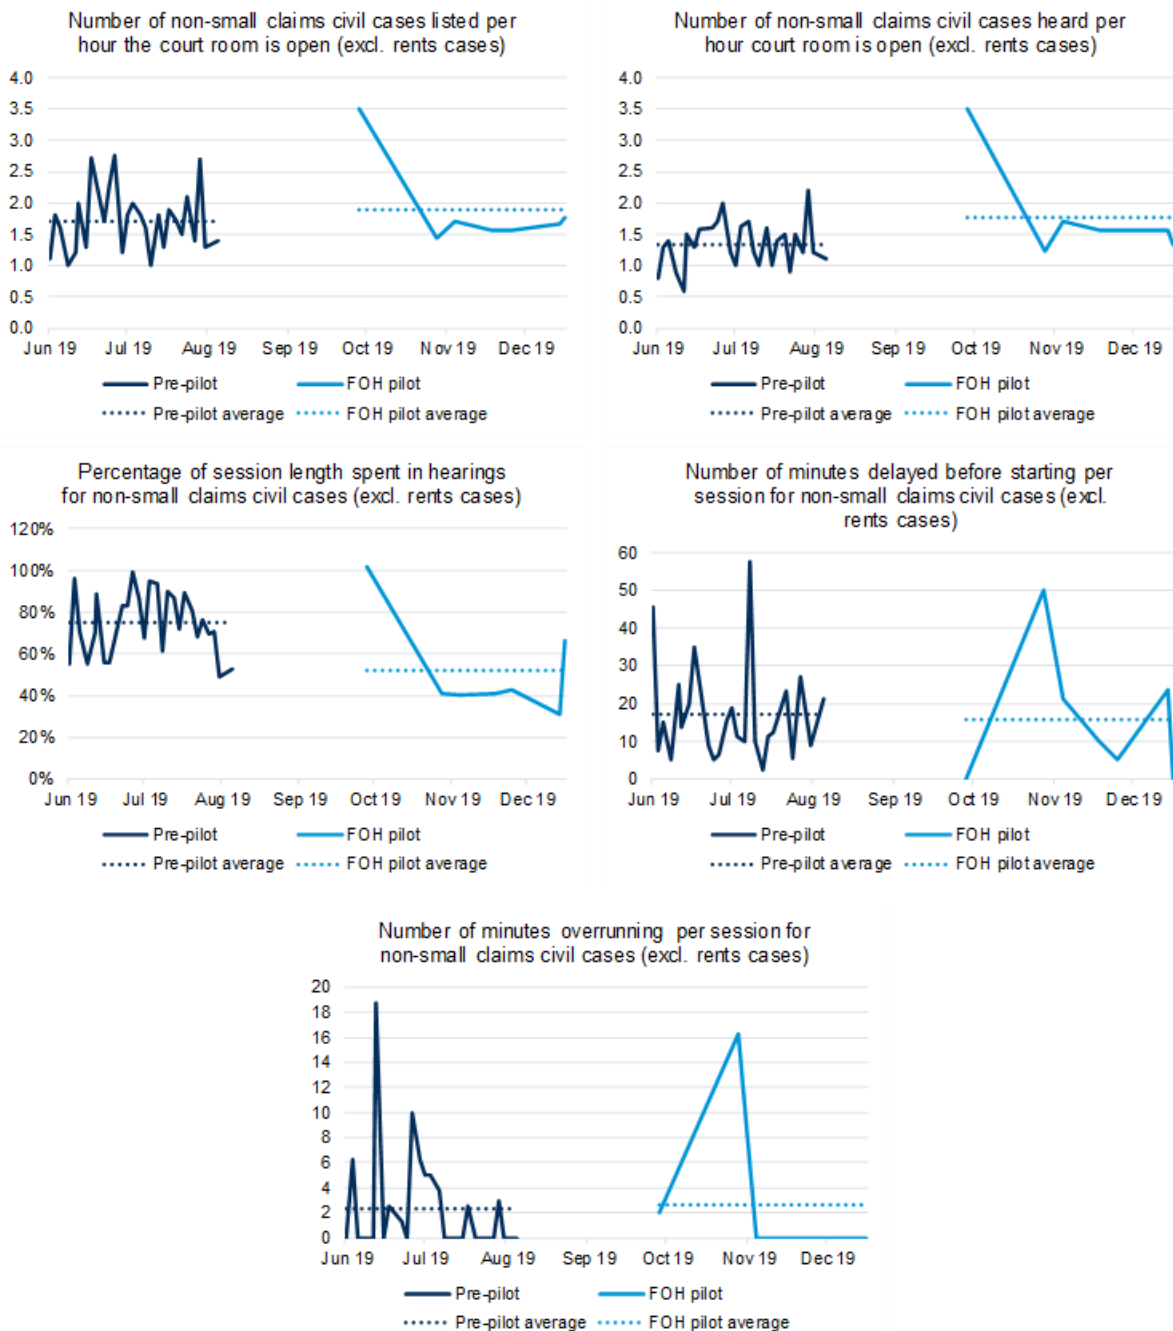 Number of non-small claims civil cases listed per
hour the court room is open (excl. rents cases)
4.0
3.5
3.0
2.5
2.0
1.5
1.0
0.5
0.0
Jun 19 Jul 19 Aug 19 Sep 19 Oct 19 Nov 19 Dec 19
Pre-pilot FOH pilot
Pre-pilot average FOH pilot average
Number of non-small claims civil cases heard per
hour court room is open (excl. rents cases)
4.0
3.5
3.0
2.5
2.0
1.5
1.0
0.5
0.0
Jun 19 Jul 19 Aug 19 Sep 19 Oct 19 Nov 19 Dec 19
Pre-pilot FOH pilot
Pre-pilot average FOH pilot average
Percentage of session length spent in hearings
for non-small claims civil cases (excl. rents cases)
120%
100%
80%
60%
40%
20%
0%
Jun 19 Jul 19 Aug 19 Sep 19 Oct 19 Nov 19 Dec 19
Pre-pilot FOH pilot
Pre-pilot average FOH pilot average
Number of minutes delayed before starting per
session for non-small claims civil cases (excl.
rents cases)
60
50
40
30
20
10
0
Jun 19 Jul 19 Aug 19 Sep 19 Oct 19 Nov 19 Dec 19
Pre-pilot FOH pilot
Pre-pilot average FOH pilot average
Number of minutes overrunning per session for
non-small claims civil cases (excl. rents cases)
20
18
16
14
12
10
8
6
4
2
0
Jun 19 Jul 19 Aug 19 Sep 19 Oct 19 Nov 19 Dec 19
Pre-pilot FOH pilot
Pre-pilot average FOH pilot average